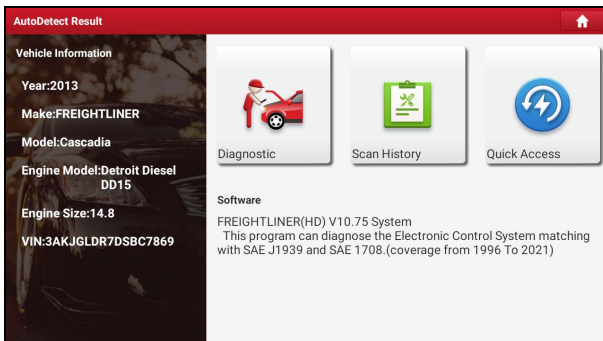 AutoDetect Result
Vehicle Information
Year:2013
Make:FREIGHTLINER
Model:Cascadia
Engine Model:Detroit Diesel
DD15
Engine Size:14.8
VIN:3AKJGLDR7DSBC7869
Diagnostic
Scan History
Quick Access
Software
FREIGHTLINER(HD) V10.75 System
This program can diagnose the Electronic Control System matching
with SAE J1939 and SAE 1708.(coverage from 1996 To 2021)